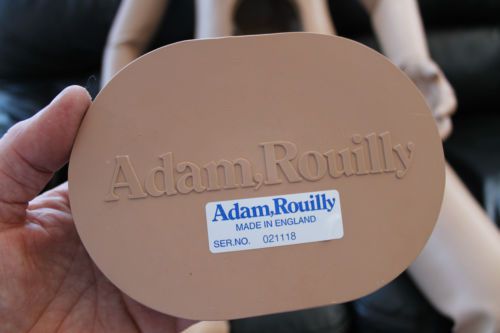 Adam,Rouilly
Adam,Rouilly
MADE IN ENGLAND
SER.NO. 021118